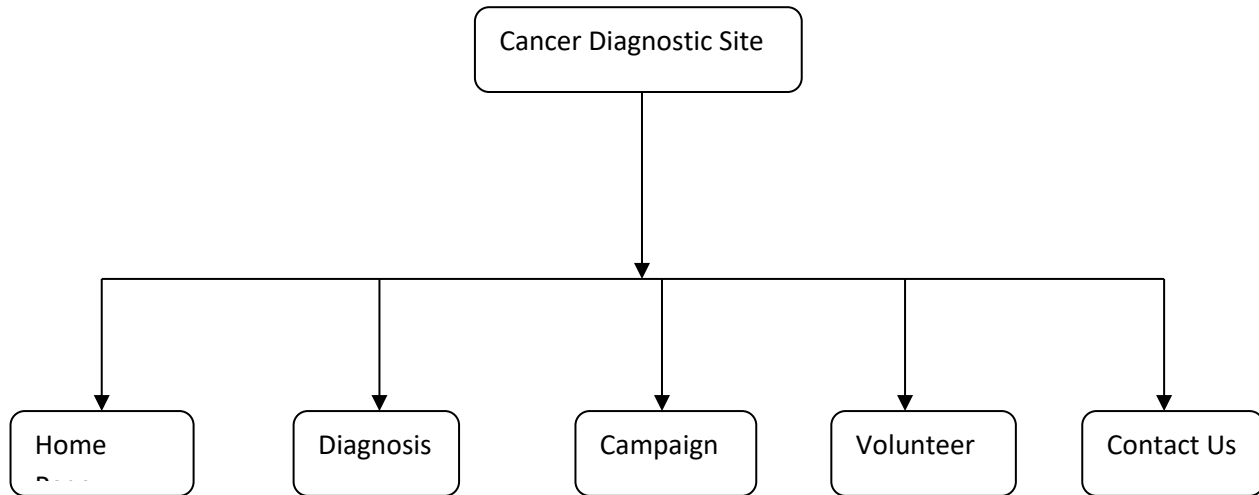 Cancer Diagnostic Site
Home
Diagnosis
Campaign
Volunteer
Contact Us